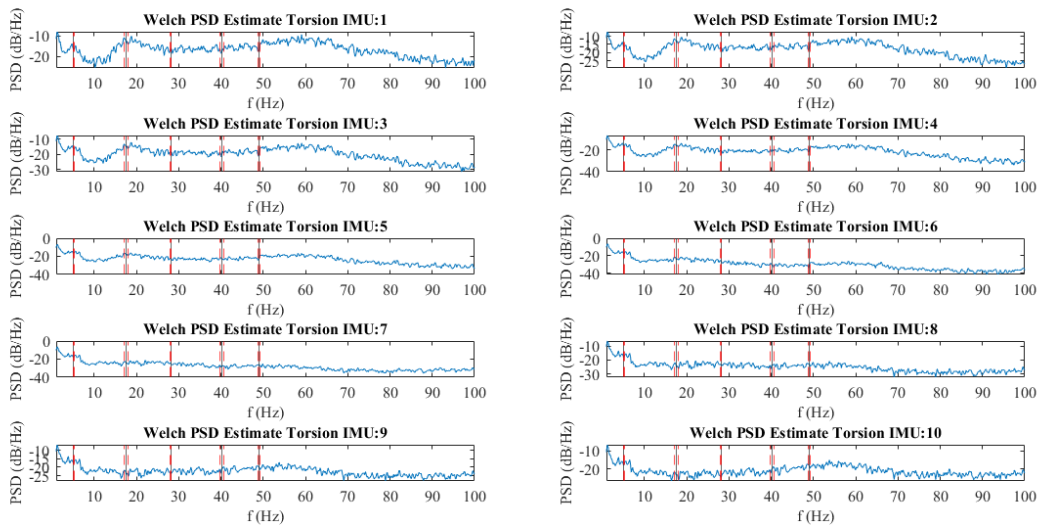 Welch PSD Estimate Torsion IMU:1
PSD (dB/Hz)
-10
-20
10 20 30 40 50 60 70 80 90 100
f (Hz)
Welch PSD Estimate Torsion IMU:2
PSD (dB/Hz)
-10
-15
-20
-25
10 20 30 40 50 60 70 80 90 100
f (Hz)
Welch PSD Estimate Torsion IMU:3
PSD (dB/Hz)
-10
-20
-30
10 20 30 40 50 60 70 80 90 100
f (Hz)
Welch PSD Estimate Torsion IMU:4
PSD (dB/Hz)
-20
-40
10 20 30 40 50 60 70 80 90 100
f (Hz)
Welch PSD Estimate Torsion IMU:5
PSD (dB/Hz)
0
-20
-40
10 20 30 40 50 60 70 80 90 100
f (Hz)
Welch PSD Estimate Torsion IMU:6
PSD (dB/Hz)
0
-20
-40
10 20 30 40 50 60 70 80 90 100
f (Hz)
Welch PSD Estimate Torsion IMU:7
PSD (dB/Hz)
0
-20
-40
10 20 30 40 50 60 70 80 90 100
f (Hz)
Welch PSD Estimate Torsion IMU:8
PSD (dB/Hz)
-10
-20
-30
10 20 30 40 50 60 70 80 90 100
f (Hz)
Welch PSD Estimate Torsion IMU:9
PSD (dB/Hz)
-10
-15
-20
-25
10 20 30 40 50 60 70 80 90 100
f (Hz)
Welch PSD Estimate Torsion IMU:10
PSD (dB/Hz)
-10
-20
10 20 30 40 50 60 70 80 90 100
f (Hz)